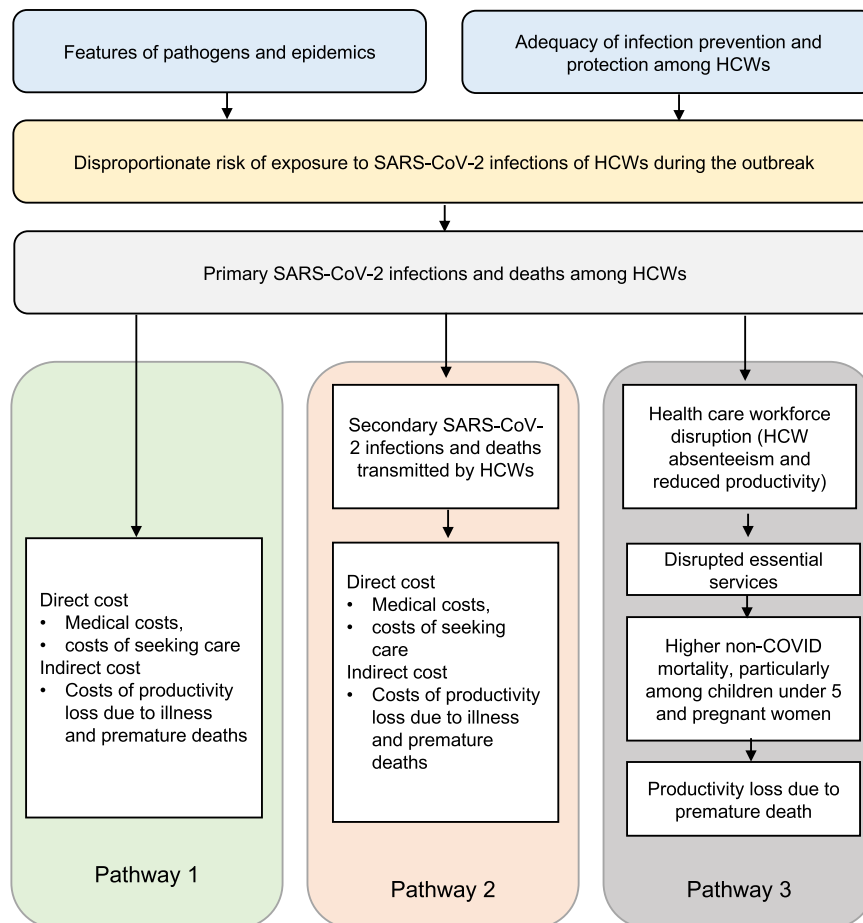 Features of pathogens and epidemics
Adequacy of infection prevention and
protection among HCWs
Disproportionate risk of exposure to SARS-CoV-2 infections of HCWs during the outbreak
Primary SARS-CoV-2 infections and deaths among HCWs
Direct cost
• Medical costs,
• costs of seeking care
Indirect cost
• Costs of productivity
loss due to illness
and premature deaths
Pathway 1
Secondary SARS-CoV-
2 infections and deaths
transmitted by HCWs
Direct cost
• Medical costs,
• costs of seeking
care
Indirect cost
• Costs of productivity
loss due to illness
and premature
deaths
Pathway 2
Health care workforce
disruption (HCW
absenteeism and
reduced productivity)
Disrupted essential
services
Higher non-COVID
mortality, particularly
among children under 5
and pregnant women
Productivity loss due to
premature death
Pathway 3